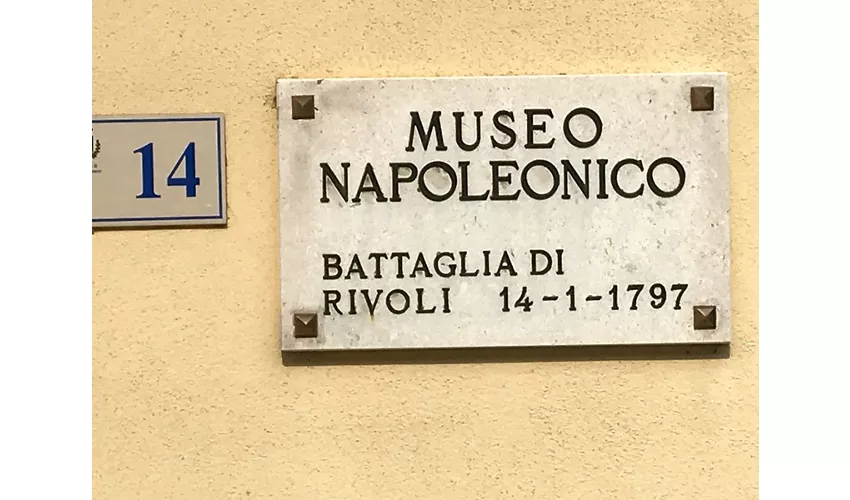 14
MUSEO
NAPOLEONICO
BATTAGLIA DI
RIVOLI 14-1-1797